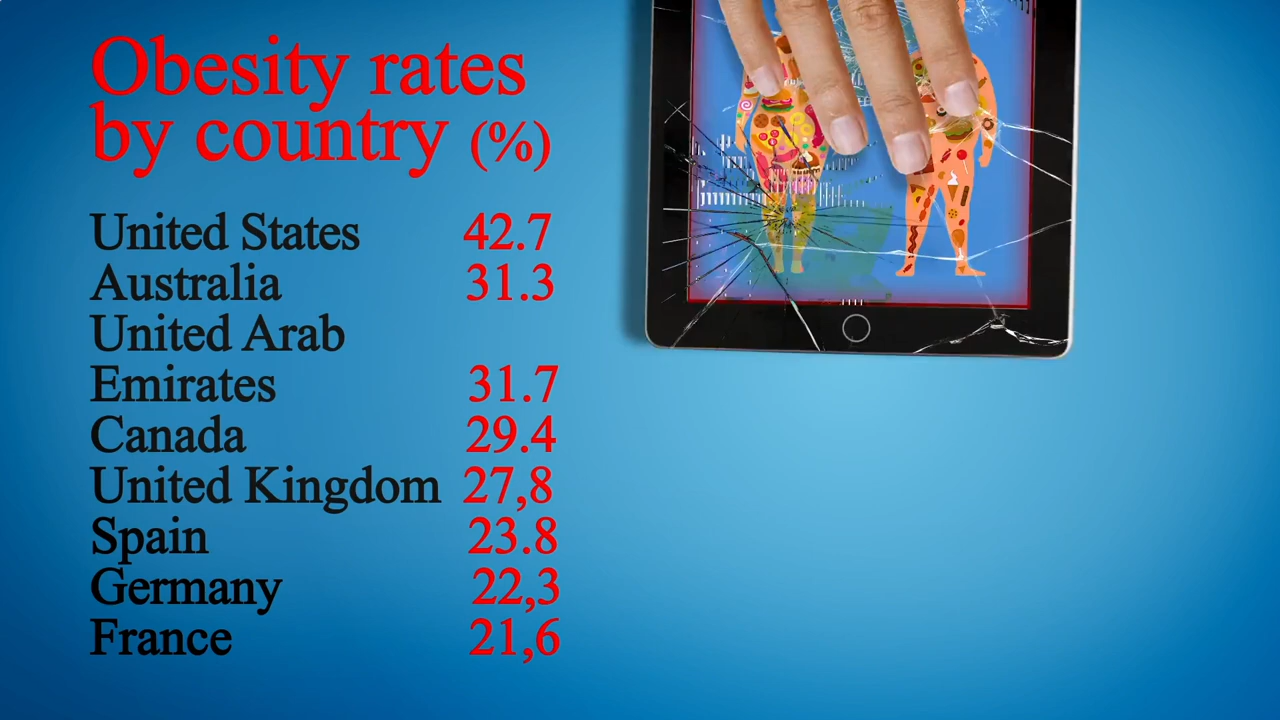 Obesity rates
by country (%)
United States 42.7
Australia 31.3
United Arab
Emirates 31.7
Canada 29.4
United Kingdom 27,8
Spain 23.8
Germany 22,3
France 21,6